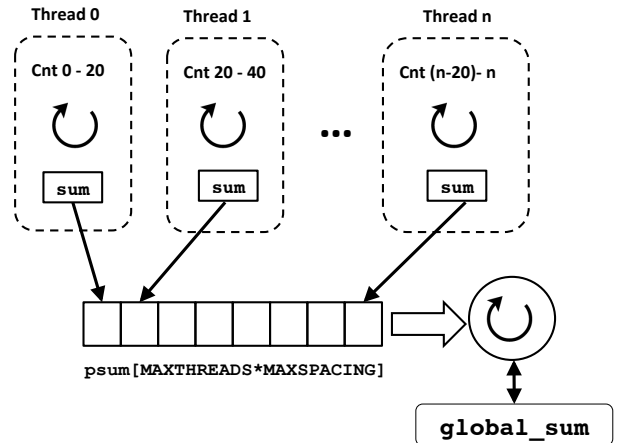 Thread 0 Thread 1 Thread n
Cnt 0 - 20 Cnt 20 - 40 Cnt (n-20)- n
...
sum sum sum
psum[MAXTHREADS*MAXSPACING]
global_sum